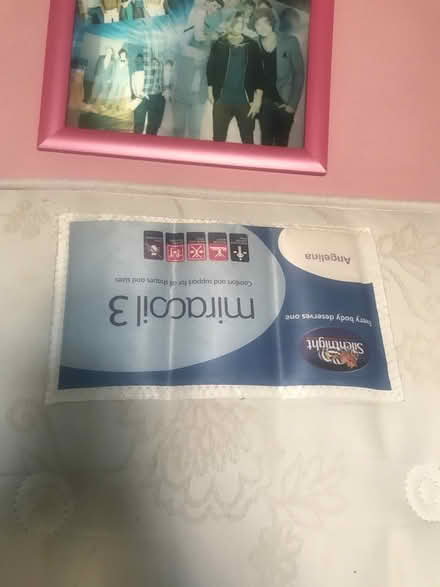 Silentnight
Every body deserves one
miracoil 3
Comfort and support for all shapes and sizes
Angelina